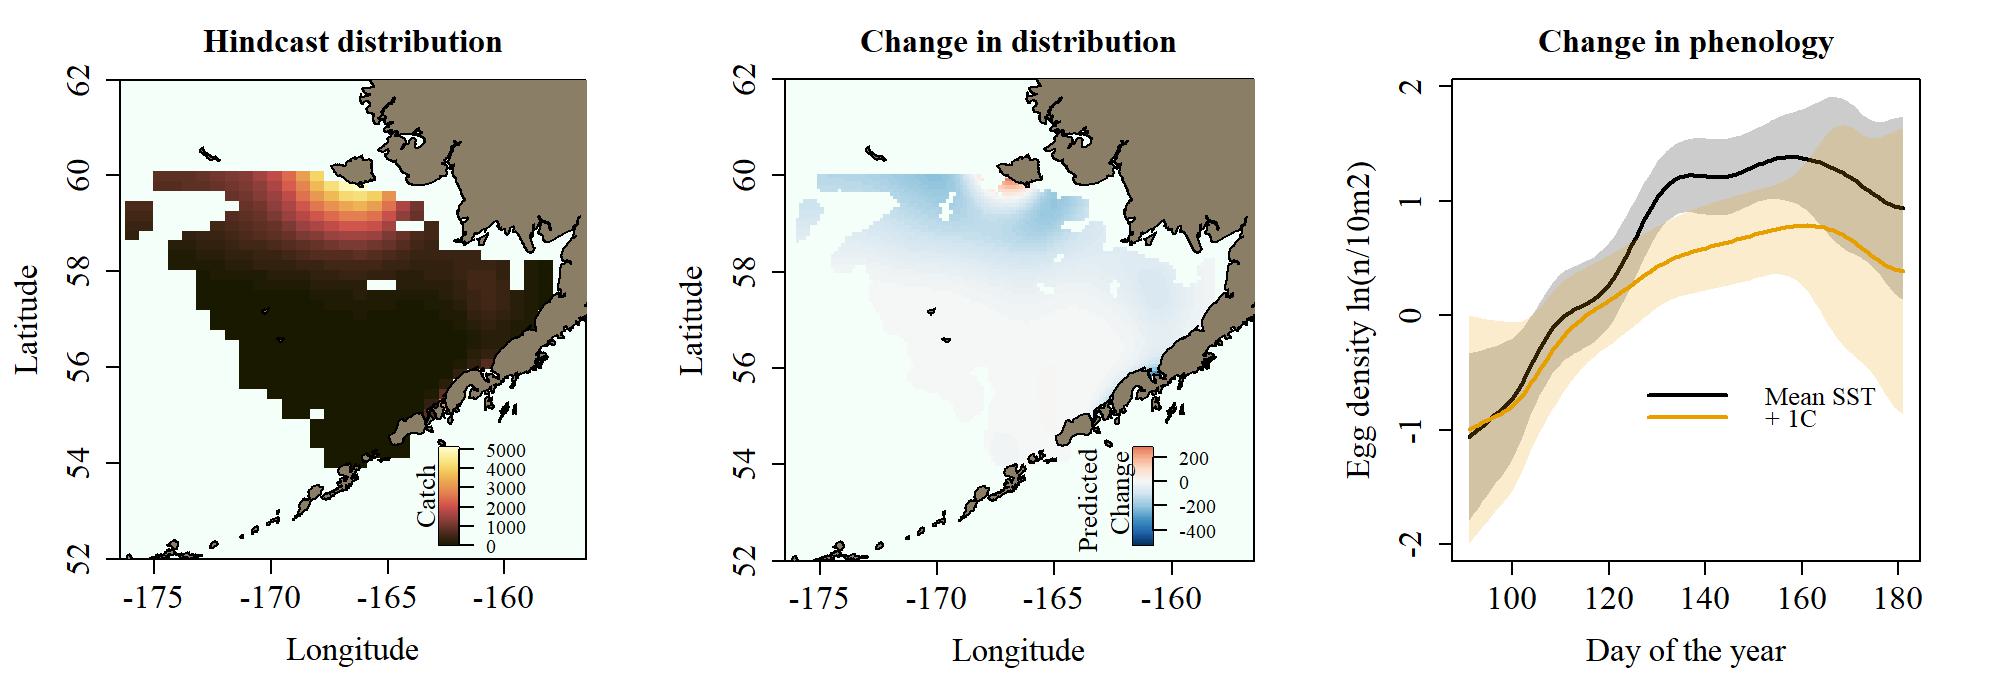 Hindcast distribution
62
60
58
56
54
52
Latitude
-175 -170 -165 -160
Longitude
Catch
5000
4000
3000
2000
1000
0
Change in distribution
62
60
58
56
54
52
Latitude
-175 -170 -165 -160
Longitude
Predicted
Change
200
0
-200
-400
Change in phenology
2
1
0
-1
-2
Egg density ln(n/10m2)
Mean SST
+ 1C
100 120 140 160 180
Day of the year